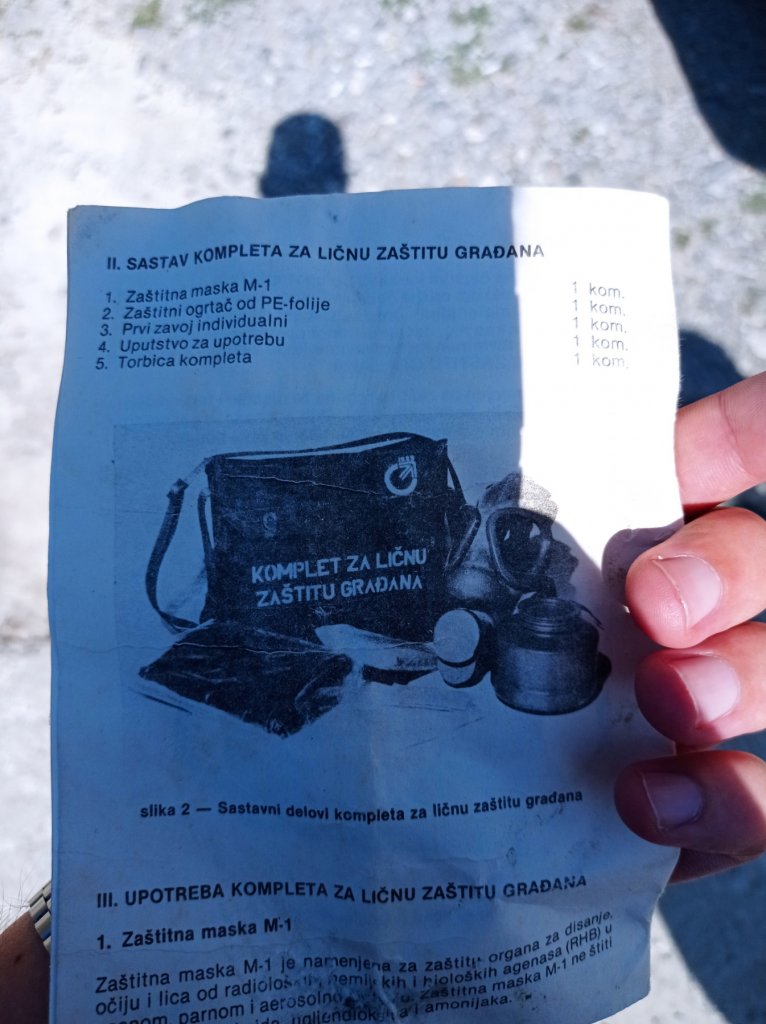 II. SASTAV KOMPLETA ZA LIČNU ZAŠTITU GRAĐANA
1. Zaštitna maska M-1 1 kom.
2. Zaštitni ogrtač od PE-folije 1 kom.
3. Prvi zavoj individualni 1 kom.
4. Uputstvo za upotrebu 1 kom.
5. Torbica kompleta 1 kom.
KOMPLET ZA LIČNU
ZAŠTITU GRAĐANA
slika 2 — Sastavni delovi kompleta za ličnu zaštitu građana
III. UPOTREBA KOMPLETA ZA LIČNU ZAŠTITU GRAĐANA
1. Zaštitna maska M-1
Zaštitna maska M-1 je namenjena za zaštitu organa za disanje,
očiju i lica od i bioloških agenasa (RHB) u
parnom i Zaštitna maska M-1 ne štiti
i amonijaka.